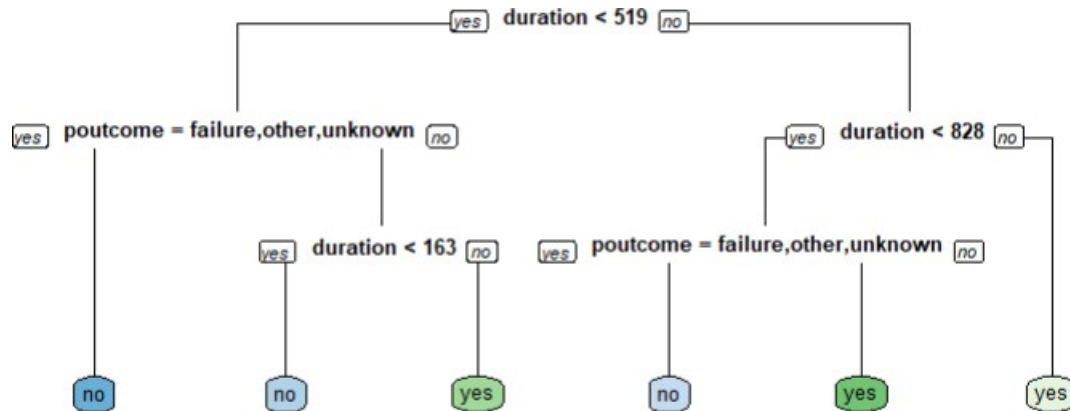 yes duration < 519 no
yes poutcome = failure,other,unknown no
yes duration < 828 no
yes duration < 163 no
yes poutcome = failure,other,unknown no
no
no
yes
no
yes
yes